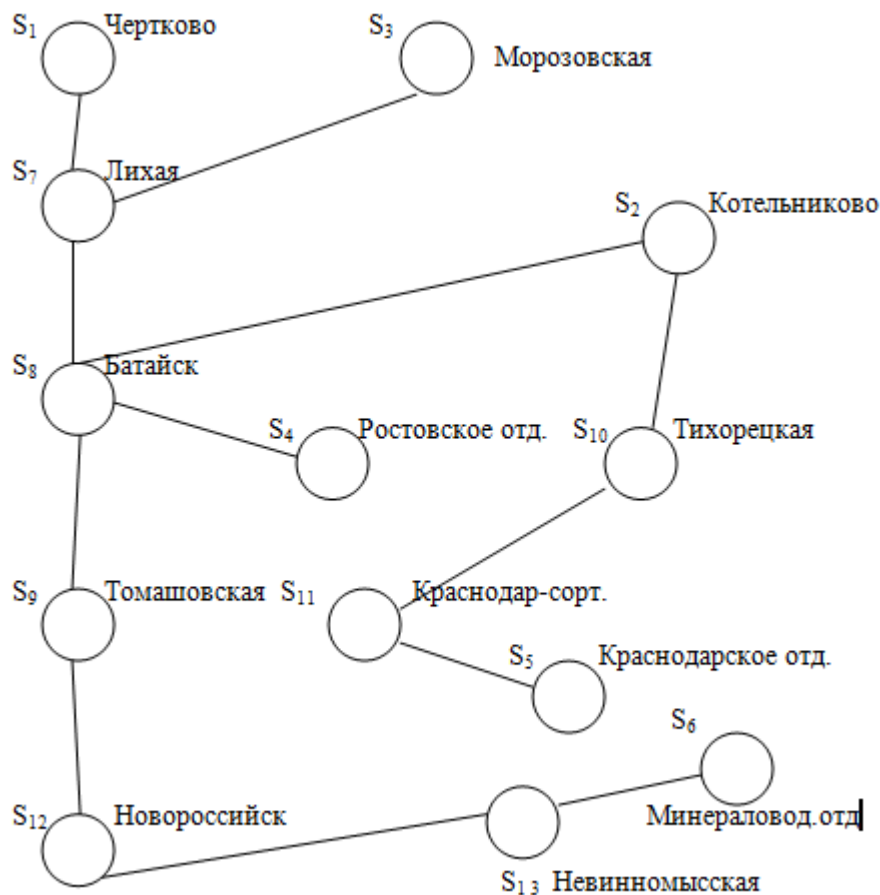 S1 Чертково
S3 Морозовская
S7 Лихая
S2 Котельниково
S8 Батайск
S4 Ростовское отд.
S10 Тихорецкая
S9 Томашовская
S11 Краснодар-сорт.
S5 Краснодарское отд.
S6
S12 Новороссийск
Минераловод.отд
S13 Невинномысская